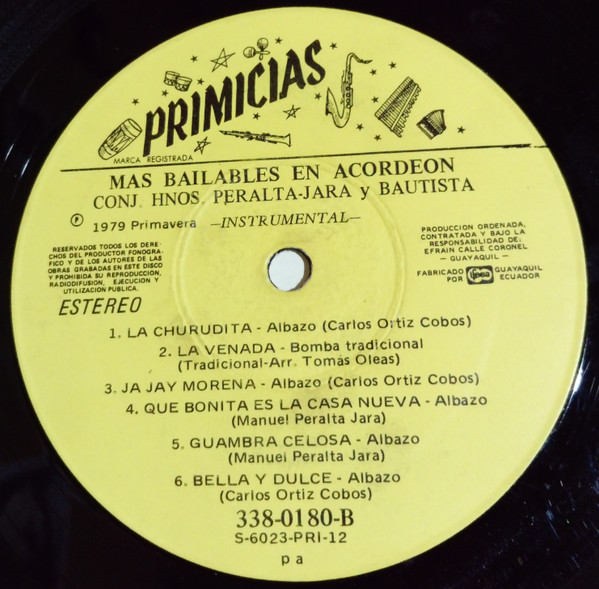 PRIMICIAS
MARCA REGISTRADA
MAS BAILABLES EN ACORDEON
CONJ. HNOS. PERALTA-JARA y BAUTISTA
Ⓟ 1979 Primavera —INSTRUMENTAL—
RESERVADOS TODOS LOS DERE-
CHOS DEL PRODUCTOR FONOGRA-
FICO Y DE LOS AUTORES DE LAS
OBRAS GRABADAS EN ESTE DISCO
Y PROHIBIDA SU REPRODUCCION,
RADIODIFUSION, EJECUCION Y
UTILIZACION PUBLICA.
ESTEREO
PRODUCCION ORDENADA,
CONTRATADA Y BAJO LA
RESPONSABILIDAD DE:
EFRAIN CALLE CORONEL
– GUAYAQUIL –
FABRICADO POR
GUAYAQUIL ECUADOR
1. LA CHURUDITA - Albazo (Carlos Ortiz Cobos)
2. LA VENADA - Bomba tradicional
(Tradicional-Arr. Tomás Oleas)
3. JA JAY MORENA - Albazo (Carlos Ortiz Cobos)
4. QUE BONITA ES LA CASA NUEVA - Albazo
(Manuel Peralta Jara)
5. GUAMBRA CELOSA - Albazo
(Manuel Peralta Jara)
6. BELLA Y DULCE - Albazo
(Carlos Ortiz Cobos)
338-0180-B
S-6023-PRI-12
p a